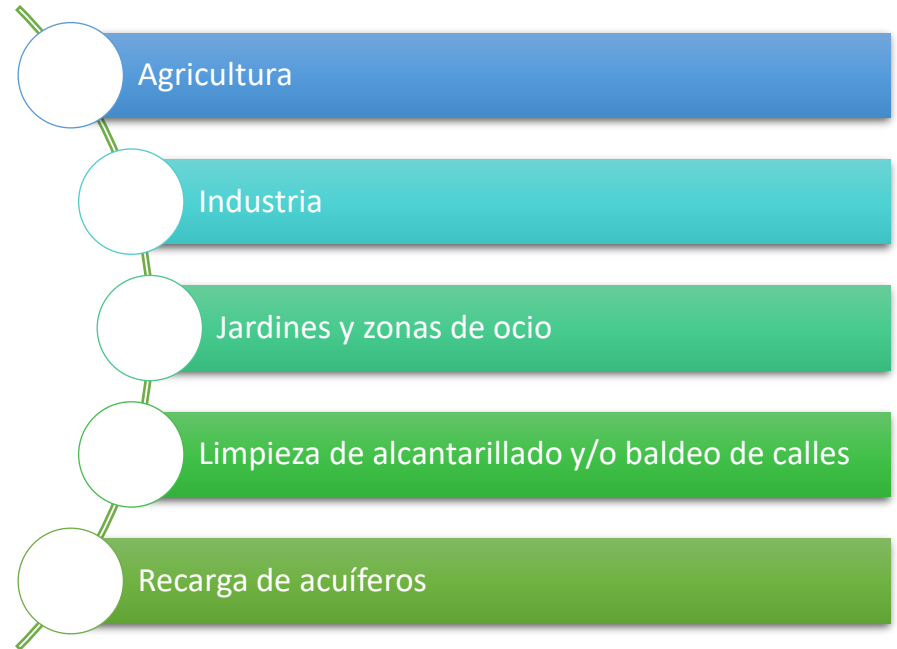 Agricultura
Industria
Jardines y zonas de ocio
Limpieza de alcantarillado y/o baldeo de calles
Recarga de acuíferos